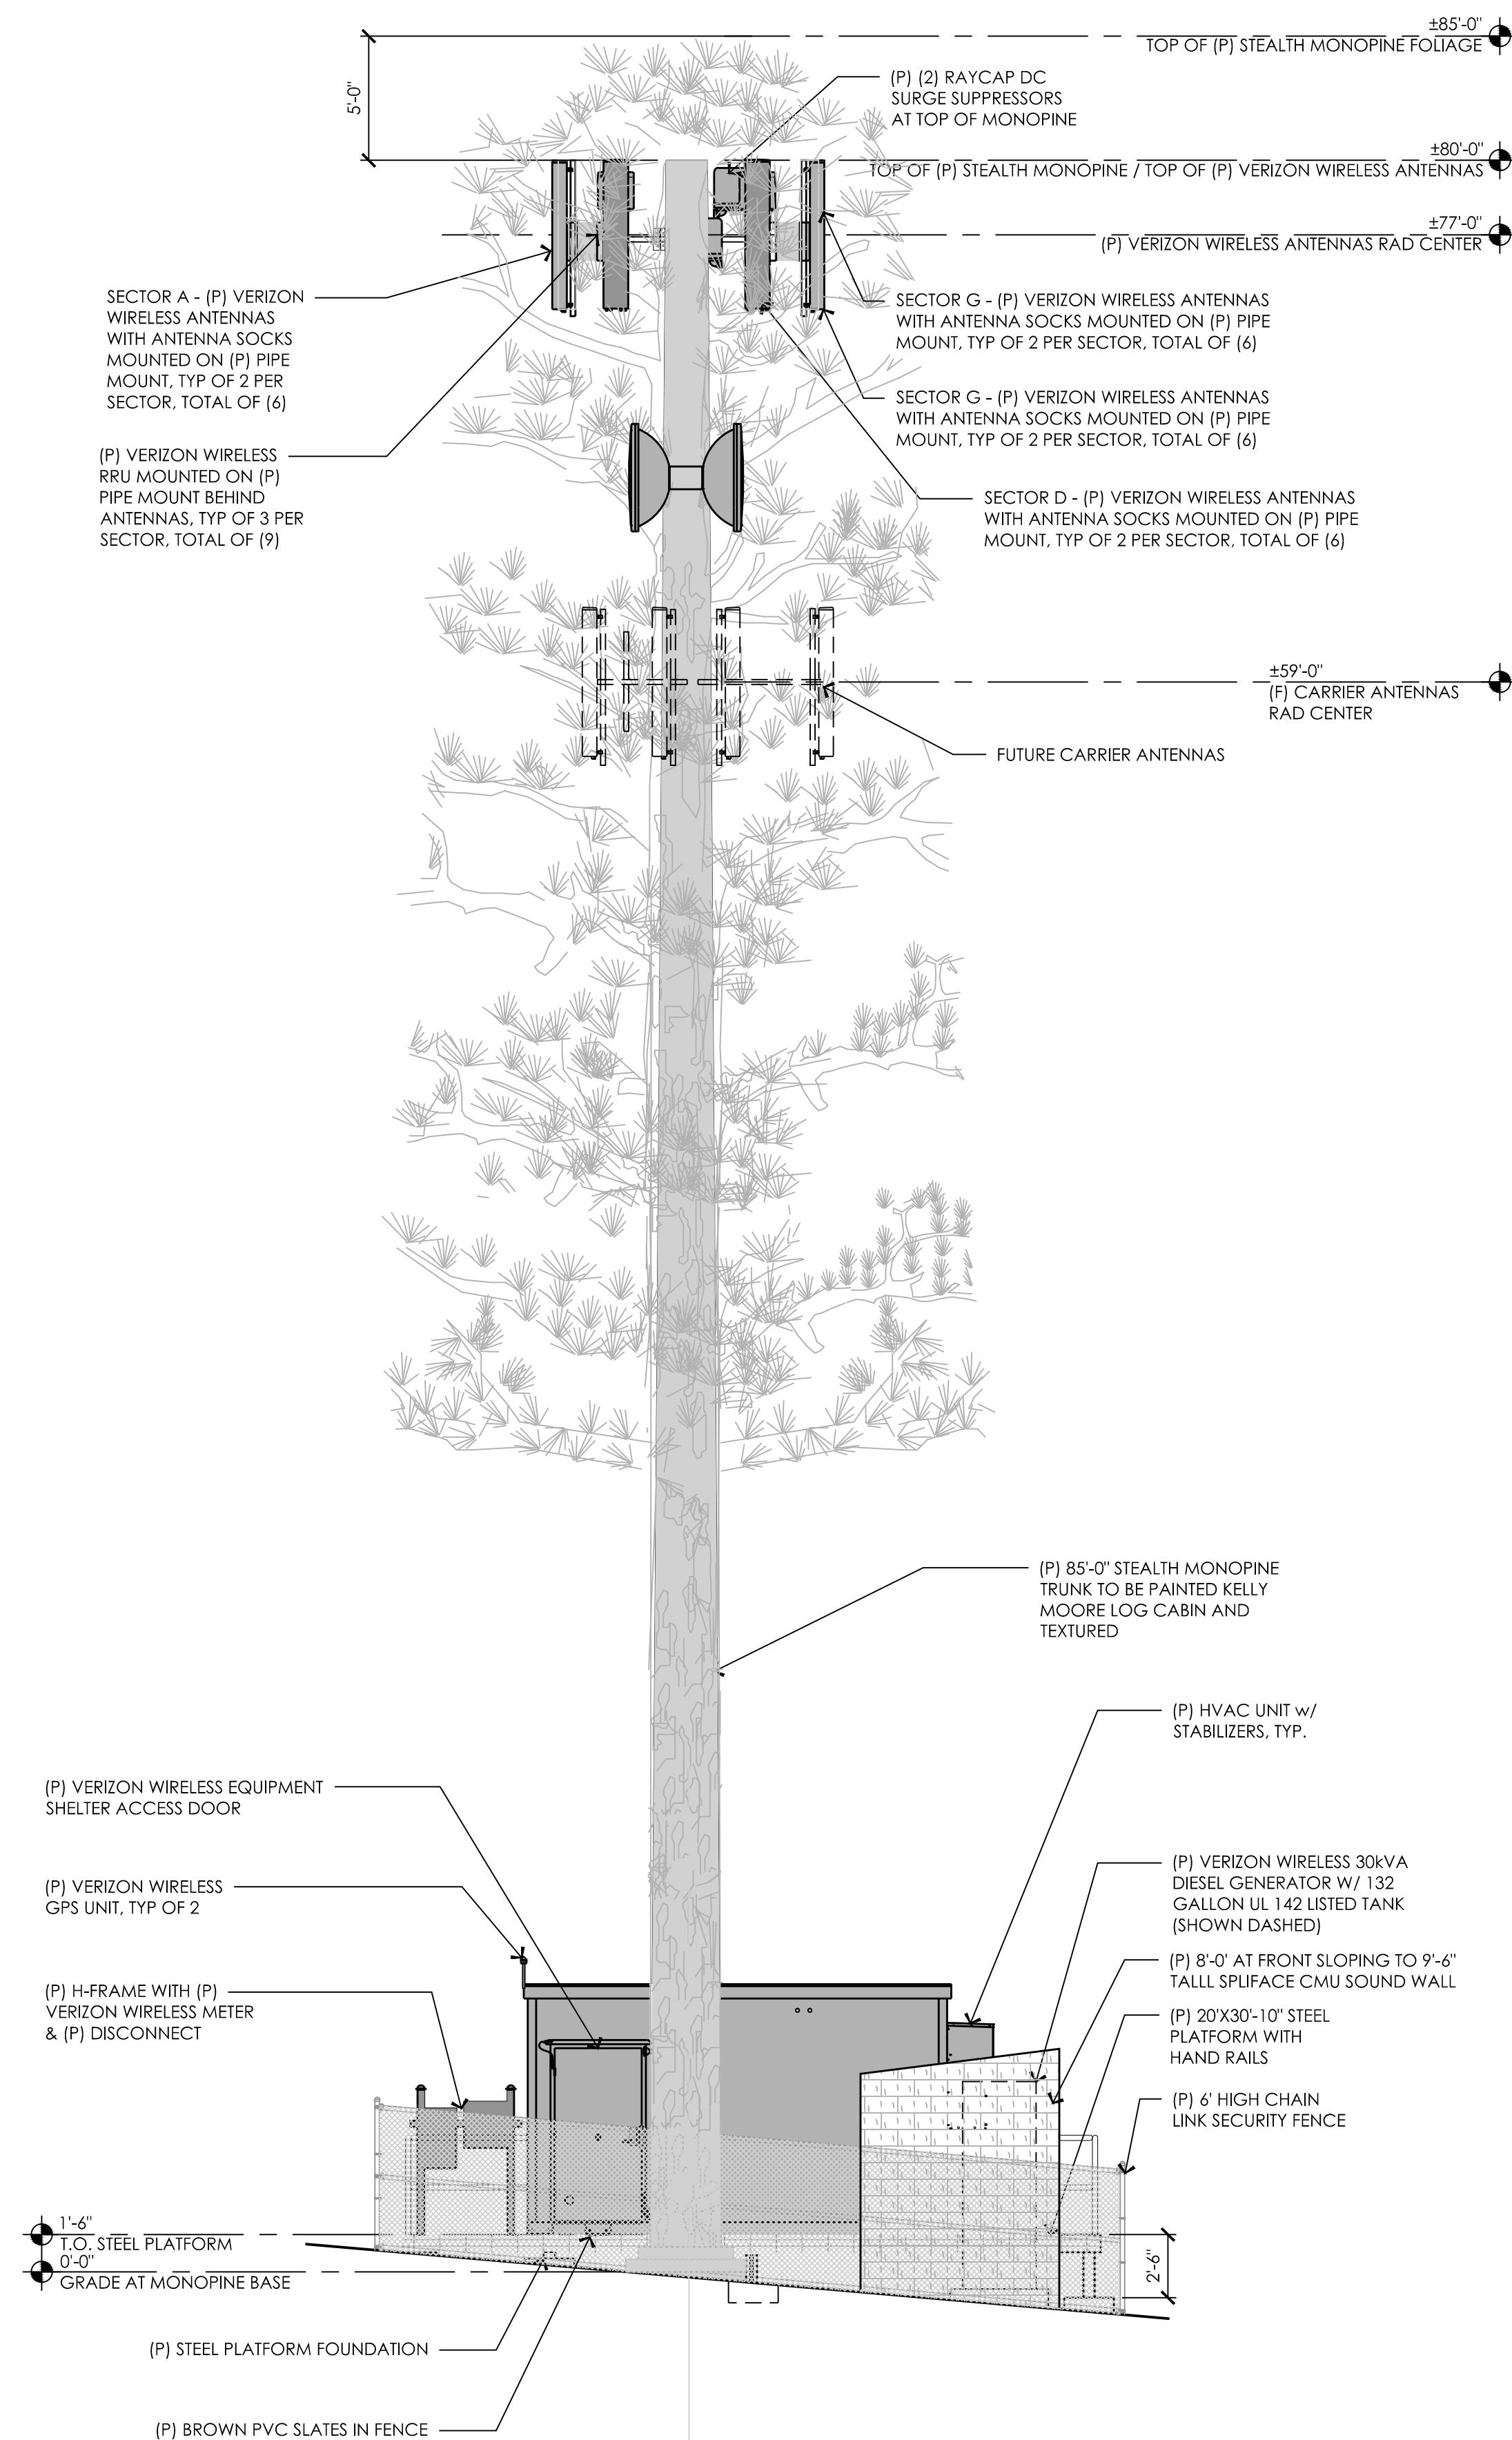 ±85'-0"
TOP OF (P) STEALTH MONOPINE FOLIAGE
5'-0"
(P) (2) RAYCAP DC
SURGE SUPPRESSORS
AT TOP OF MONOPINE
±80'-0"
TOP OF (P) STEALTH MONOPINE / TOP OF (P) VERIZON WIRELESS ANTENNAS
±77'-0"
(P) VERIZON WIRELESS ANTENNAS RAD CENTER
SECTOR A - (P) VERIZON
WIRELESS ANTENNAS
WITH ANTENNA SOCKS
MOUNTED ON (P) PIPE
MOUNT, TYP OF 2 PER
SECTOR, TOTAL OF (6)
SECTOR G - (P) VERIZON WIRELESS ANTENNAS
WITH ANTENNA SOCKS MOUNTED ON (P) PIPE
MOUNT, TYP OF 2 PER SECTOR, TOTAL OF (6)
SECTOR G - (P) VERIZON WIRELESS ANTENNAS
WITH ANTENNA SOCKS MOUNTED ON (P) PIPE
MOUNT, TYP OF 2 PER SECTOR, TOTAL OF (6)
(P) VERIZON WIRELESS
RRU MOUNTED ON (P)
PIPE MOUNT BEHIND
ANTENNAS, TYP OF 3 PER
SECTOR, TOTAL OF (9)
SECTOR D - (P) VERIZON WIRELESS ANTENNAS
WITH ANTENNA SOCKS MOUNTED ON (P) PIPE
MOUNT, TYP OF 2 PER SECTOR, TOTAL OF (6)
±59'-0"
(F) CARRIER ANTENNAS
RAD CENTER
FUTURE CARRIER ANTENNAS
(P) 85'-0" STEALTH MONOPINE
TRUNK TO BE PAINTED KELLY
MOORE LOG CABIN AND
TEXTURED
(P) HVAC UNIT w/
STABILIZERS, TYP.
(P) VERIZON WIRELESS EQUIPMENT
SHELTER ACCESS DOOR
(P) VERIZON WIRELESS 30kVA
DIESEL GENERATOR W/ 132
GALLON UL 142 LISTED TANK
(SHOWN DASHED)
(P) VERIZON WIRELESS
GPS UNIT, TYP OF 2
(P) 8'-0' AT FRONT SLOPING TO 9'-6"
TALLL SPLIFACE CMU SOUND WALL
(P) H-FRAME WITH (P)
VERIZON WIRELESS METER
& (P) DISCONNECT
(P) 20'X30'-10" STEEL
PLATFORM WITH
HAND RAILS
(P) 6' HIGH CHAIN
LINK SECURITY FENCE
1'-6"
T.O. STEEL PLATFORM
0'-0"
GRADE AT MONOPINE BASE
2'-6"
(P) STEEL PLATFORM FOUNDATION
(P) BROWN PVC SLATES IN FENCE